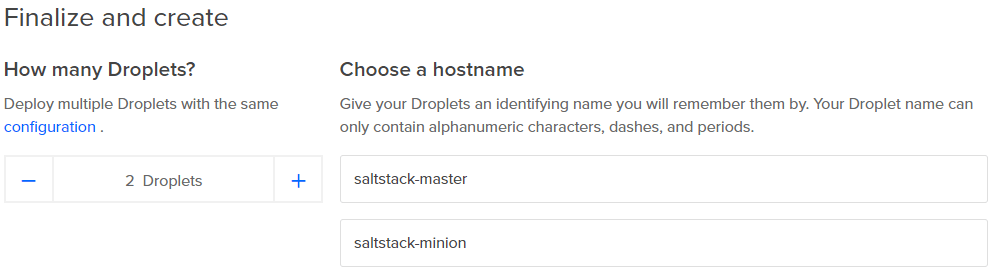 Finalize and create
How many Droplets?
Deploy multiple Droplets with the same
configuration .
− 2 Droplets +
Choose a hostname
Give your Droplets an identifying name you will remember them by. Your Droplet name can
only contain alphanumeric characters, dashes, and periods.
saltstack-master
saltstack-minion